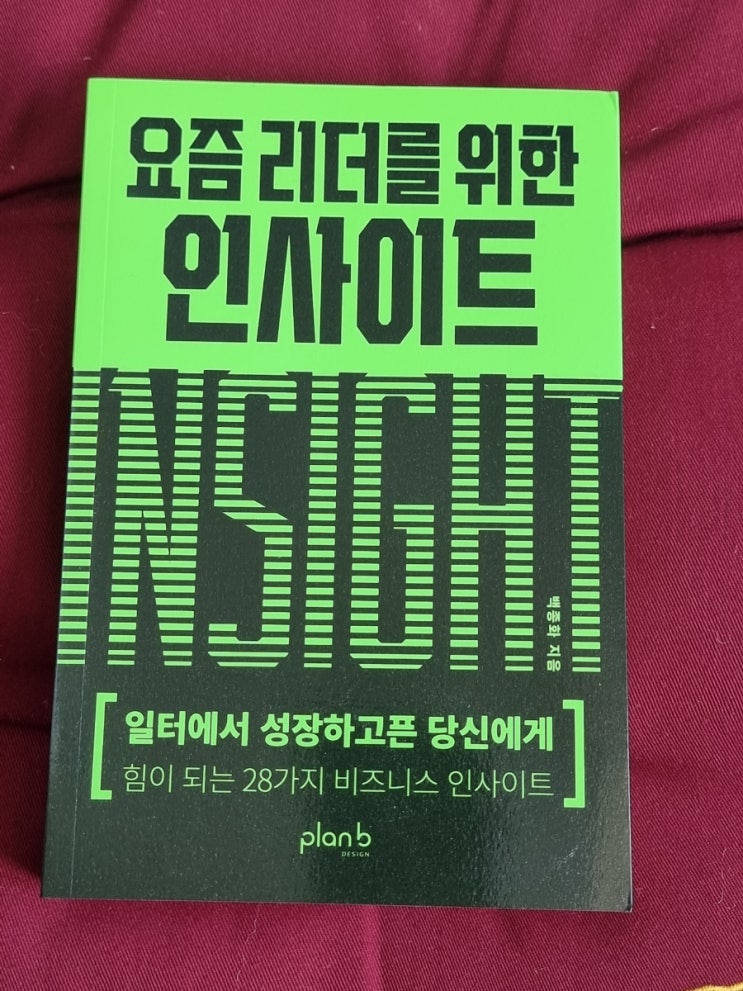 요즘 리더를 위한
인사이트
INSIGHT
백종화 지음
일터에서 성장하고픈 당신에게
힘이 되는 28가지 비즈니스 인사이트
plan b
DESIGN